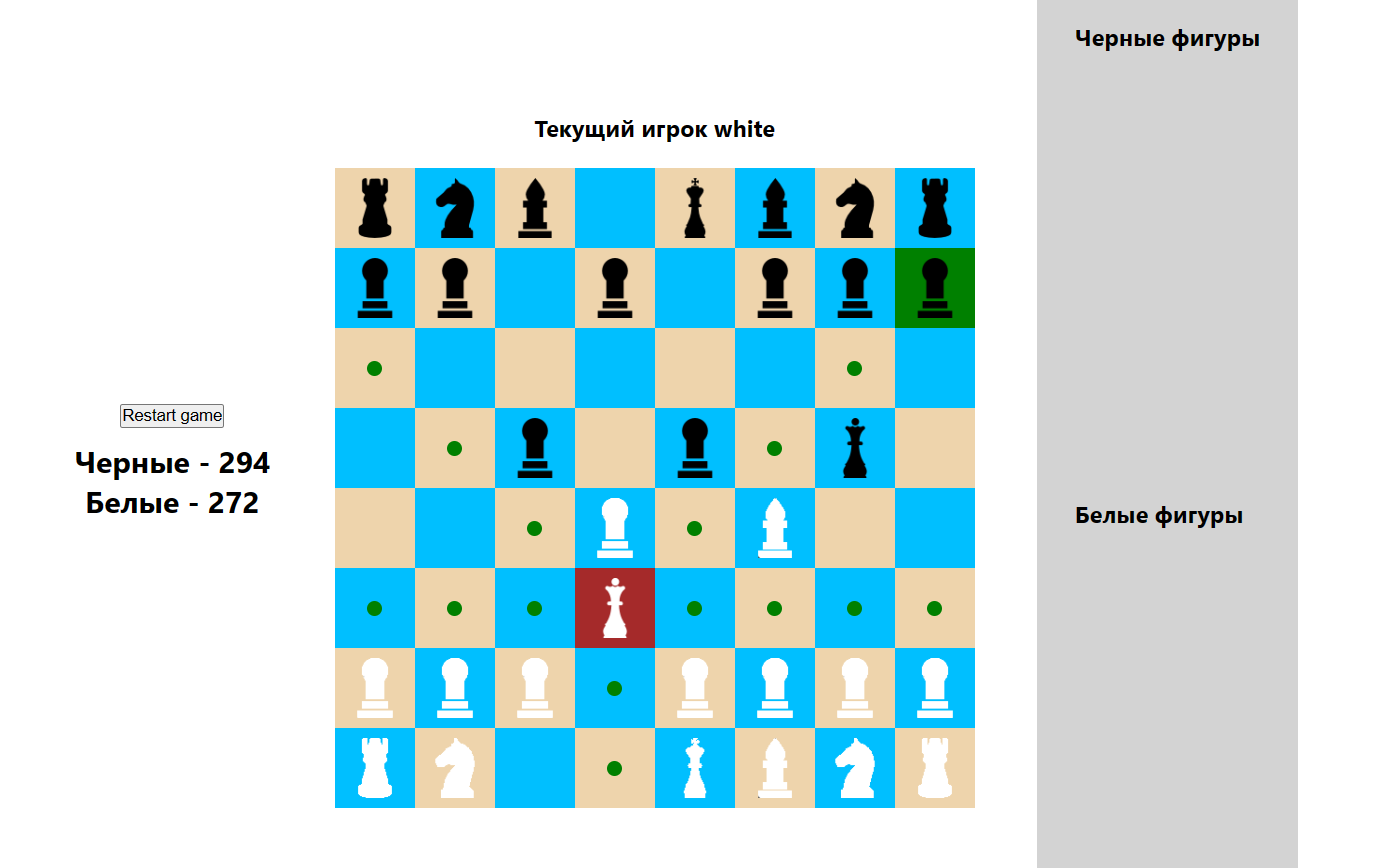 Черные фигуры
Текущий игрок white
Restart game
Черные - 294
Белые - 272
Белые фигуры